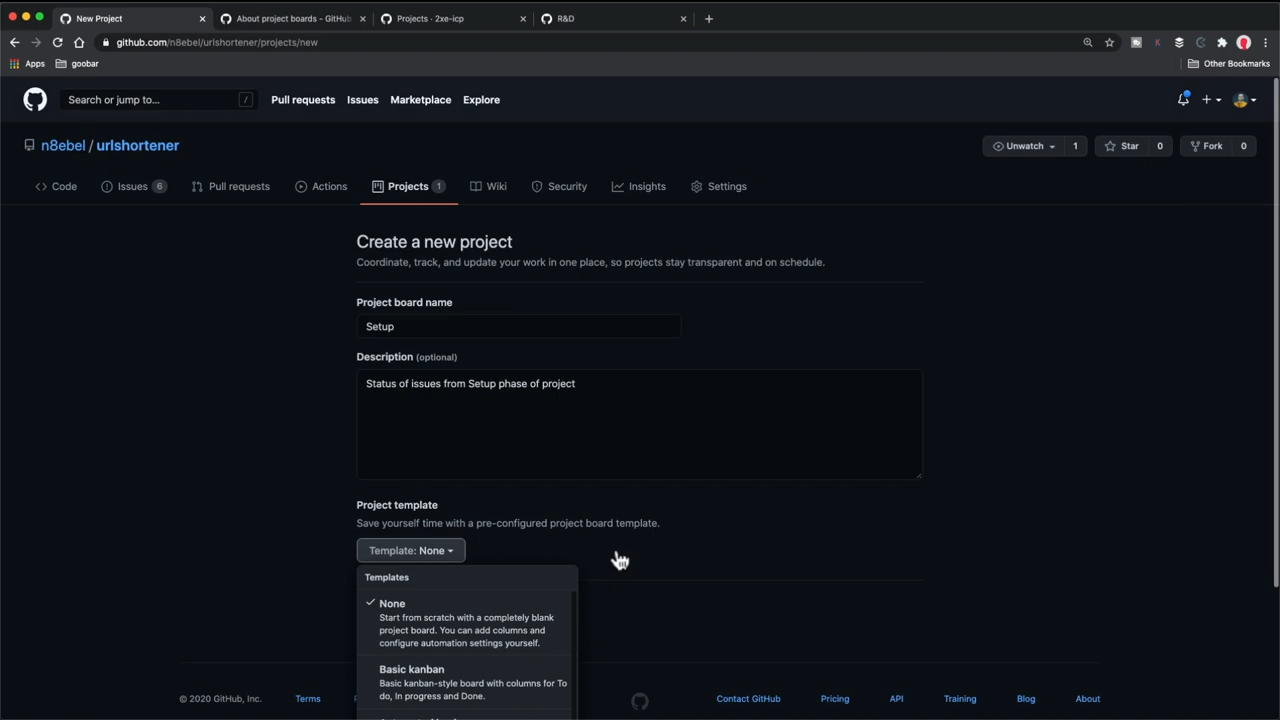 New Project
About project boards - GitHub
Projects · 2xe-icp
R&D
github.com/n8ebel/urlshortener/projects/new
Apps
goobar
Other Bookmarks
Search or jump to...
/
Pull requests
Issues
Marketplace
Explore
n8ebel / urlshortener
Unwatch 1
Star 0
Fork 0
Code
Issues 6
Pull requests
Actions
Projects 1
Wiki
Security
Insights
Settings
Create a new project
Coordinate, track, and update your work in one place, so projects stay transparent and on schedule.
Project board name
Setup
Description (optional)
Status of issues from Setup phase of project
Project template
Save yourself time with a pre-configured project board template.
Template: None
Templates
None
Start from scratch with a completely blank
project board. You can add columns and
configure automation settings yourself.
Basic kanban
Basic kanban-style board with columns for To
do, In progress and Done.
© 2020 GitHub, Inc.
Terms
Contact GitHub
Pricing
API
Training
Blog
About